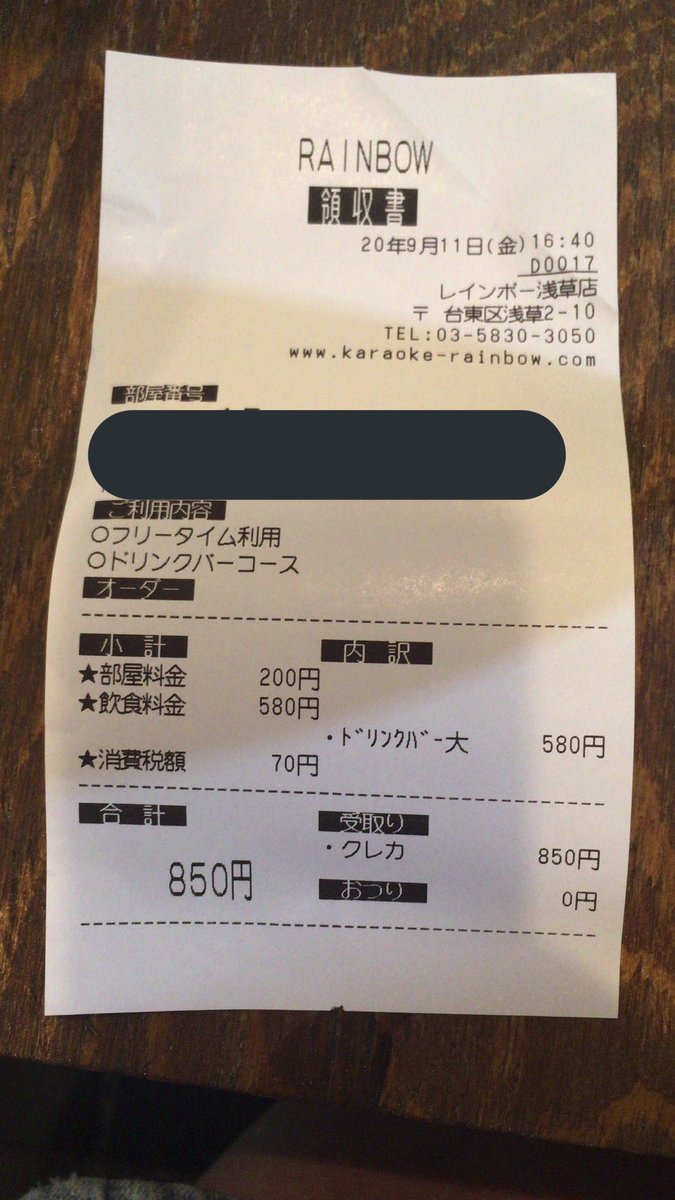 RAINBOW
領収書
20年9月11日(金)16:40
D0017
レインボー浅草店
〒 台東区浅草2-10
TEL:03-5830-3050
www.karaoke-rainbow.com
部屋番号
ご利用内容
○フリータイム利用
○ドリンクバーコース
オーダー
小計 内訳
★部屋料金 200円
★飲食料金 580円
・ﾄﾞﾘﾝｸﾊﾞｰ大 580円
★消費税額 70円
合計 受取り
・クレカ 850円
850円
おつり 0円